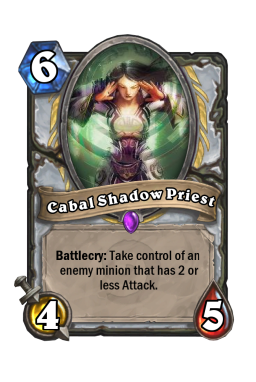 6
Cabal Shadow Priest
Battlecry: Take control of an
enemy minion that has 2 or
less Attack.
4
5